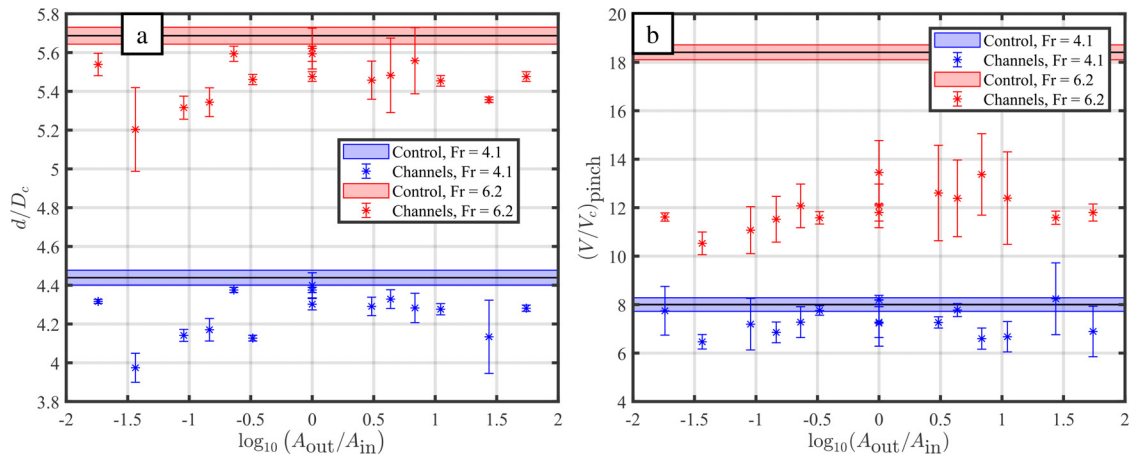 a
5.8
5.6
5.4
5.2
5
4.8
4.6
4.4
4.2
4
3.8
d/D_c
-2 -1.5 -1 -0.5 0 0.5 1 1.5 2
log10 (A_out/A_in)
Control, Fr = 4.1
Channels, Fr = 4.1
Control, Fr = 6.2
Channels, Fr = 6.2
b
20
18
16
14
12
10
8
6
4
(V/V_c)pinch
-2 -1.5 -1 -0.5 0 0.5 1 1.5 2
log10(A_out/A_in)
Control, Fr = 4.1
Channels, Fr = 4.1
Control, Fr = 6.2
Channels, Fr = 6.2